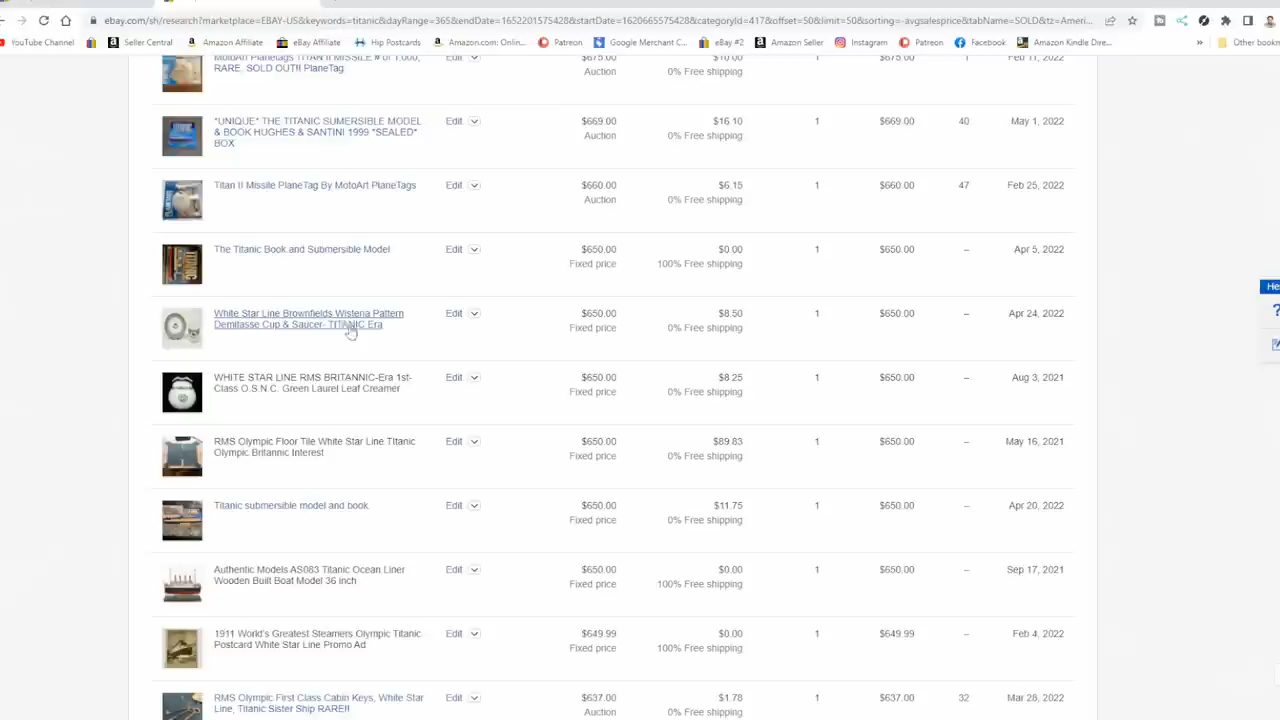 ebay.com/sh/research?marketplace=EBAY-US&keywords=titanic&dayRange=365&endDate=1652201575428&startDate=1620665575428&categoryId=417&offset=50&limit=50&sorting=-avgsalesprice&tabName=SOLD&tz=Ameri...
YouTube Channel Seller Central Amazon Affiliate eBay Affiliate Hip Postcards Amazon.com: Onlin... Patreon Google Merchant C... eBay #2 Amazon Seller Instagram Patreon Facebook Amazon Kindle Dire... » Other bookm
MotoArt Planetags TITAN II MISSILE # of 1,000, Edit $675.00 $10.00 1 $675.00 1 Feb 11, 2022
RARE, SOLD OUT!! PlaneTag Auction 0% Free shipping
*UNIQUE* THE TITANIC SUMERSIBLE MODEL Edit $669.00 $16.10 1 $669.00 40 May 1, 2022
& BOOK HUGHES & SANTINI 1999 *SEALED* Auction 0% Free shipping
BOX
Titan II Missile PlaneTag By MotoArt PlaneTags Edit $660.00 $6.15 1 $660.00 47 Feb 25, 2022
Auction 0% Free shipping
The Titanic Book and Submersible Model Edit $650.00 $0.00 1 $650.00 – Apr 5, 2022
Fixed price 100% Free shipping
He
?
White Star Line Brownfields Wisteria Pattern Edit $650.00 $8.50 1 $650.00 – Apr 24, 2022
Demitasse Cup & Saucer- TITANIC Era Fixed price 0% Free shipping
WHITE STAR LINE RMS BRITANNIC-Era 1st- Edit $650.00 $8.25 1 $650.00 – Aug 3, 2021
Class O.S.N.C. Green Laurel Leaf Creamer Fixed price 0% Free shipping
RMS Olympic Floor Tile White Star Line TItanic Edit $650.00 $89.83 1 $650.00 – May 16, 2021
Olympic Britannic Interest Fixed price 0% Free shipping
Titanic submersible model and book. Edit $650.00 $11.75 1 $650.00 – Apr 20, 2022
Fixed price 0% Free shipping
Authentic Models AS083 Titanic Ocean Liner Edit $650.00 $0.00 1 $650.00 – Sep 17, 2021
Wooden Built Boat Model 36 inch Fixed price 100% Free shipping
1911 World's Greatest Steamers Olympic Titanic Edit $649.99 $0.00 1 $649.99 – Feb 4, 2022
Postcard White Star Line Promo Ad Fixed price 100% Free shipping
RMS Olympic First Class Cabin Keys, White Star Edit $637.00 $1.78 1 $637.00 32 Mar 28, 2022
Line, Titanic Sister Ship RARE!! Auction 0% Free shipping